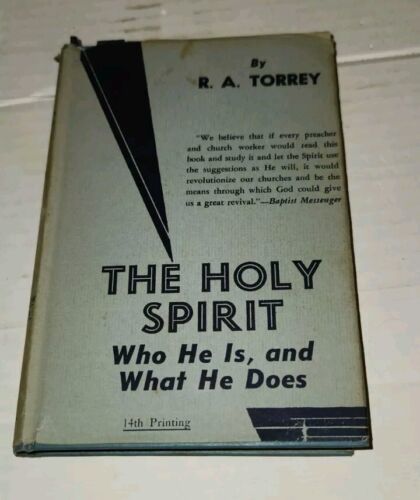 By
R. A. TORREY
"We believe that if every preacher
and church worker would read this
book and study it and let the Spirit use
the suggestions as He will, it would
revolutionize our churches and be the
means through which God could give
us a great revival."—Baptist Messenger
THE HOLY
SPIRIT
Who He Is, and
What He Does
14th Printing